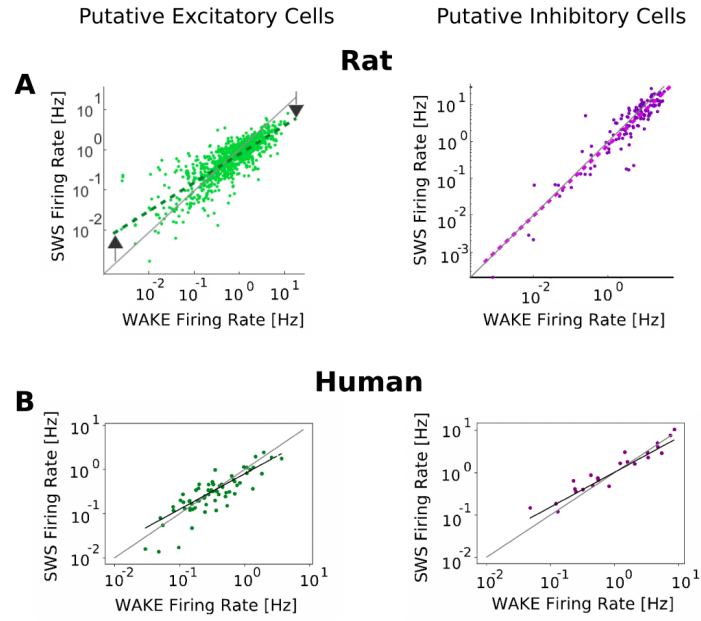 Putative Excitatory Cells
Putative Inhibitory Cells
Rat
A
SWS Firing Rate [Hz]
10^1
10^0
10^-1
10^-2
10^-2 10^-1 10^0 10^1
WAKE Firing Rate [Hz]
SWS Firing Rate [Hz]
10^1
10^0
10^-1
10^-2
10^-3
10^-2 10^0
WAKE Firing Rate [Hz]
Human
B
SWS Firing Rate [Hz]
10^1
10^0
10^-1
10^-2
10^-2 10^-1 10^0 10^1
WAKE Firing Rate [Hz]
SWS Firing Rate [Hz]
10^1
10^0
10^-1
10^-2
10^-2 10^-1 10^0 10^1
WAKE Firing Rate [Hz]